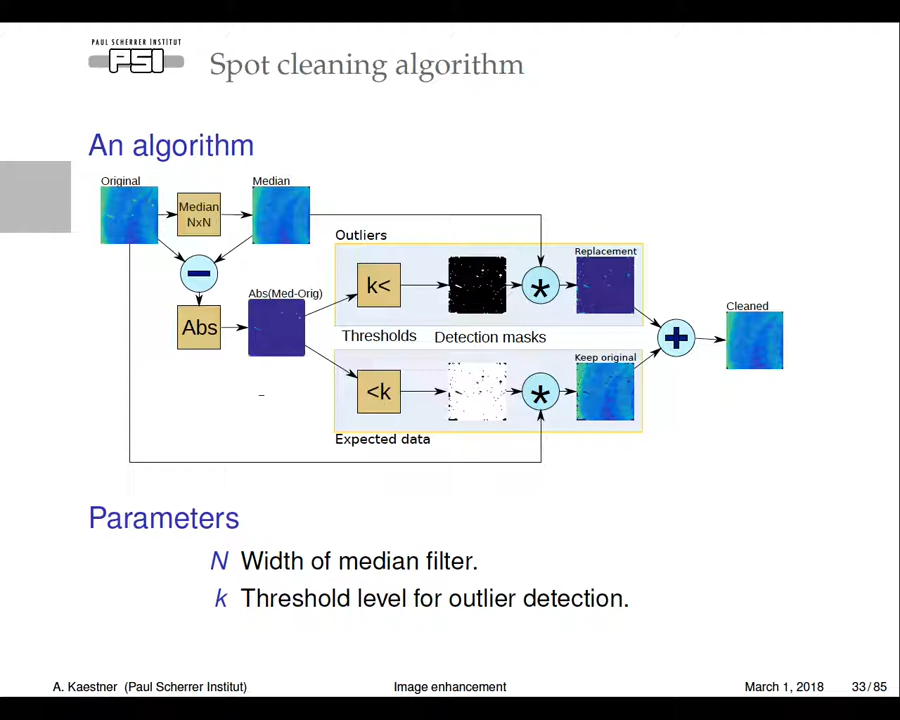 PAUL SCHERRER INSTITUT
PSI
Spot cleaning algorithm
An algorithm
Original
Median
Median
NxN
Outliers
Replacement
k<
*
Abs(Med-Orig)
Abs
Thresholds
Detection masks
Cleaned
+
Keep original
<k
*
Expected data
Parameters
N Width of median filter.
k Threshold level for outlier detection.
A. Kaestner (Paul Scherrer Institut)
Image enhancement
March 1, 2018
33 / 85